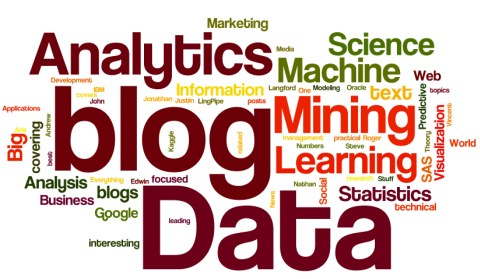 Marketing
Analytics
Media
Science
Machine
Development
IBM
covers
John
Information
Langford
One
Modeling
Oracle
Web
topics
Jonathan
Justin
LingPipe
posts
text
Predictive
Applications
Big
Ads
covering
Andrew
best
blog
Kaggle
related
Mining
management
practical
Roger
Numbers
Steve
Learning
SAS
Theory
Visualization
Vincent
World
Analysis
Everything
Edwin
focused
Business
blogs
Google
leading
interesting
Data
News
Nathan
Social
research
Stuff
Statistics
technical